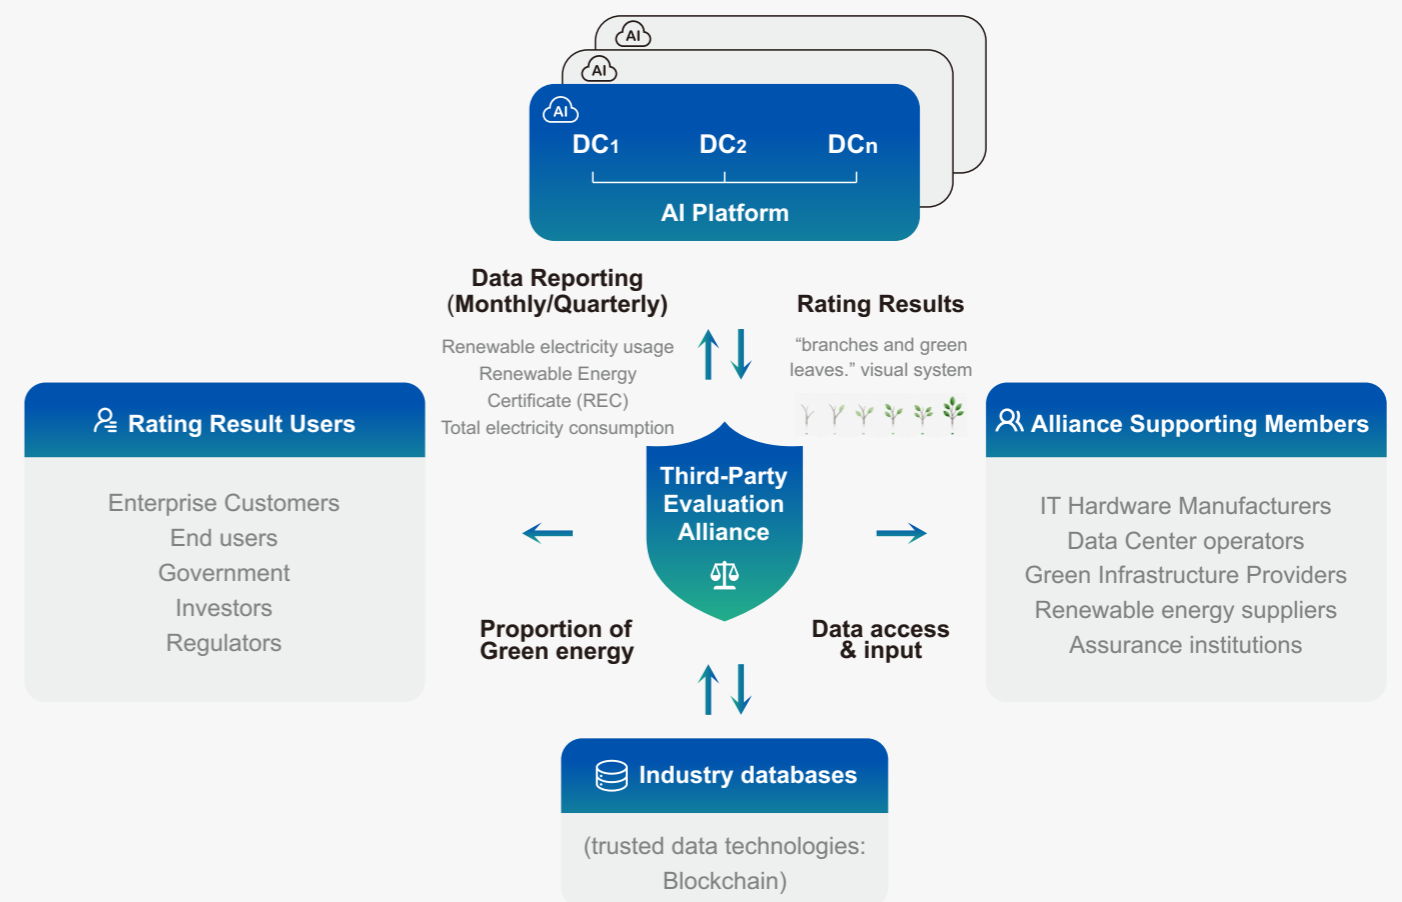 AI
AI
AI
DC1
DC2
DCn
AI Platform
Data Reporting
(Monthly/Quarterly)
Renewable electricity usage
Renewable Energy
Certificate (REC)
Total electricity consumption
Rating Results
“branches and green
leaves.” visual system
Rating Result Users
Enterprise Customers
End users
Government
Investors
Regulators
Third-Party
Evaluation
Alliance
Alliance Supporting Members
IT Hardware Manufacturers
Data Center operators
Green Infrastructure Providers
Renewable energy suppliers
Assurance institutions
Proportion of
Green energy
Data access
& input
Industry databases
(trusted data technologies:
Blockchain)